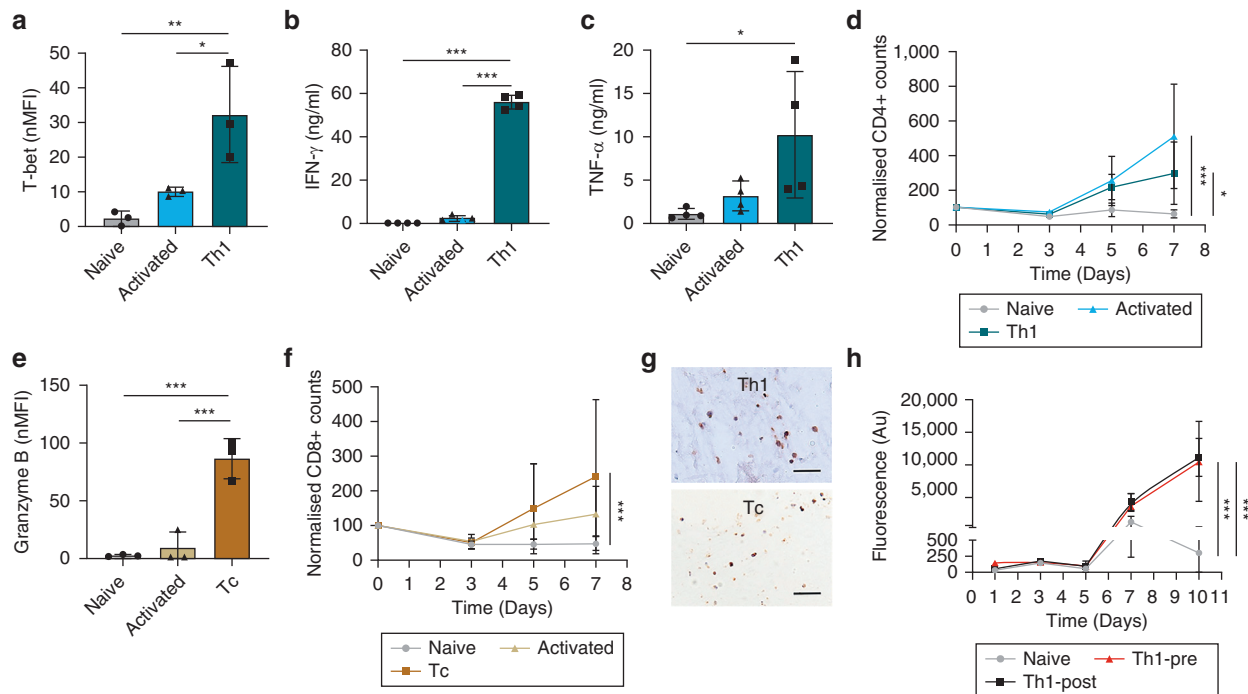 a
**
*
50
40
30
20
10
0
T-bet (nMFI)
Naive
Activated
Th1
b
***
***
80
60
40
20
0
IFN-γ (ng/ml)
Naive
Activated
Th1
c
*
20
15
10
5
0
TNF-α (ng/ml)
Naive
Activated
Th1
d
1,000
800
600
400
200
0
Normalised CD4+ counts
***
*
0 1 2 3 4 5 6 7 8
Time (Days)
Naive Activated
Th1
e
***
***
150
100
50
0
Granzyme B (nMFI)
Naive
Activated
Tc
f
500
400
300
200
100
0
Normalised CD8+ counts
***
0 1 2 3 4 5 6 7 8
Time (Days)
Naive Activated
Tc
g
Th1
Tc
h
20,000
15,000
10,000
5,000
500
250
0
Fluorescence (Au)
***
***
0 1 2 3 4 5 6 7 8 9 10 11
Time (Days)
Naive Th1-pre
Th1-post